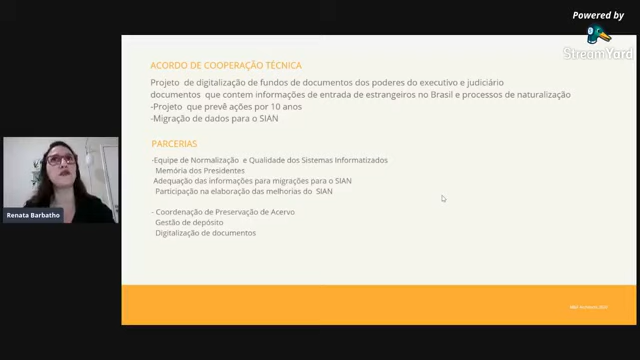 Powered by
StreamYard
ACORDO DE COOPERAÇÃO TÉCNICA
Projeto de digitalização de fundos de documentos dos poderes do executivo e judiciário
documentos que contem informações de entrada de estrangeiros no Brasil e processos de naturalização
-Projeto que prevê ações por 10 anos
-Migração de dados para o SIAN
PARCERIAS
-Equipe de Normalização e Qualidade dos Sistemas Informatizados
Memória dos Presidentes
Adequação das informações para migrações para o SIAN
Participação na elaboração das melhorias do SIAN
- Coordenação de Preservação de Acervo
Gestão de depósito
Digitalização de documentos
Renata Barbatho